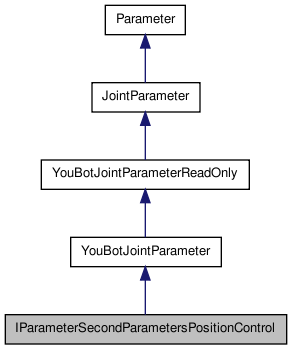 Parameter
JointParameter
YouBotJointParameterReadOnly
YouBotJointParameter
IParameterSecondParametersPositionControl